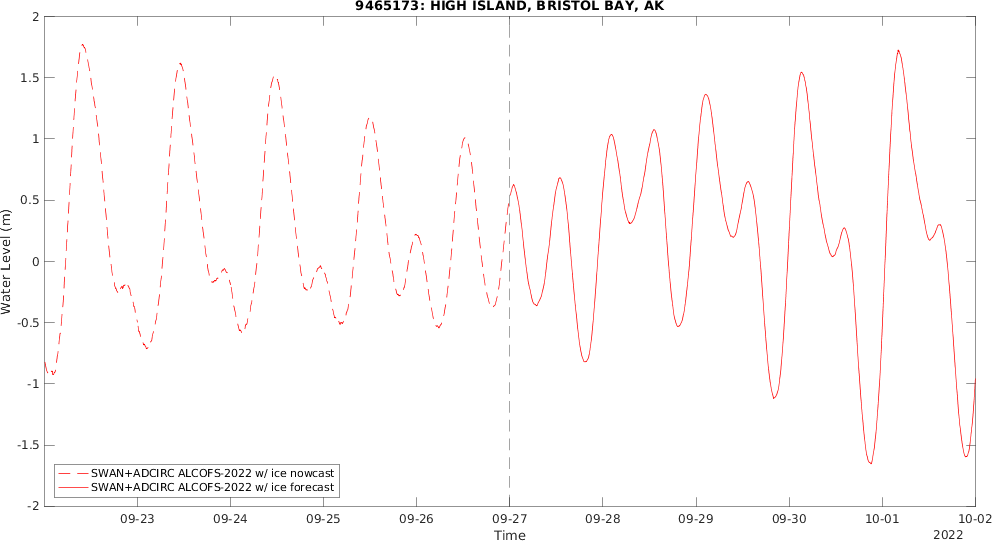 9465173: HIGH ISLAND, BRISTOL BAY, AK
2
1.5
1
0.5
0
-0.5
-1
-1.5
-2
Water Level (m)
SWAN+ADCIRC ALCOFS-2022 w/ ice nowcast
SWAN+ADCIRC ALCOFS-2022 w/ ice forecast
09-23 09-24 09-25 09-26 09-27 09-28 09-29 09-30 10-01 10-02
Time
2022